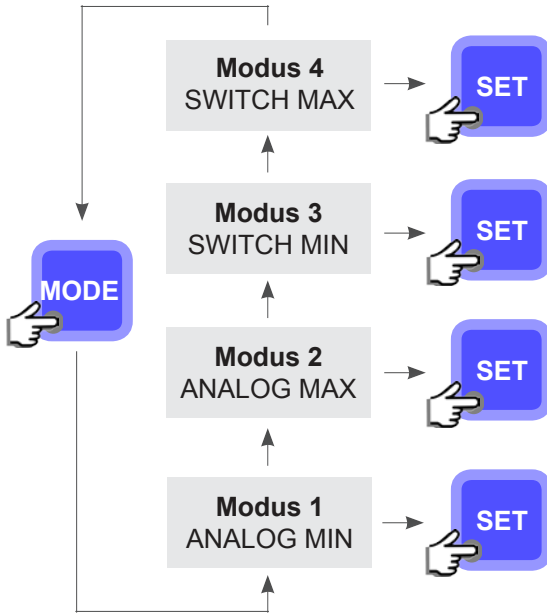 Modus 4
SWITCH MAX
SET
Modus 3
SWITCH MIN
SET
MODE
Modus 2
ANALOG MAX
SET
Modus 1
ANALOG MIN
SET